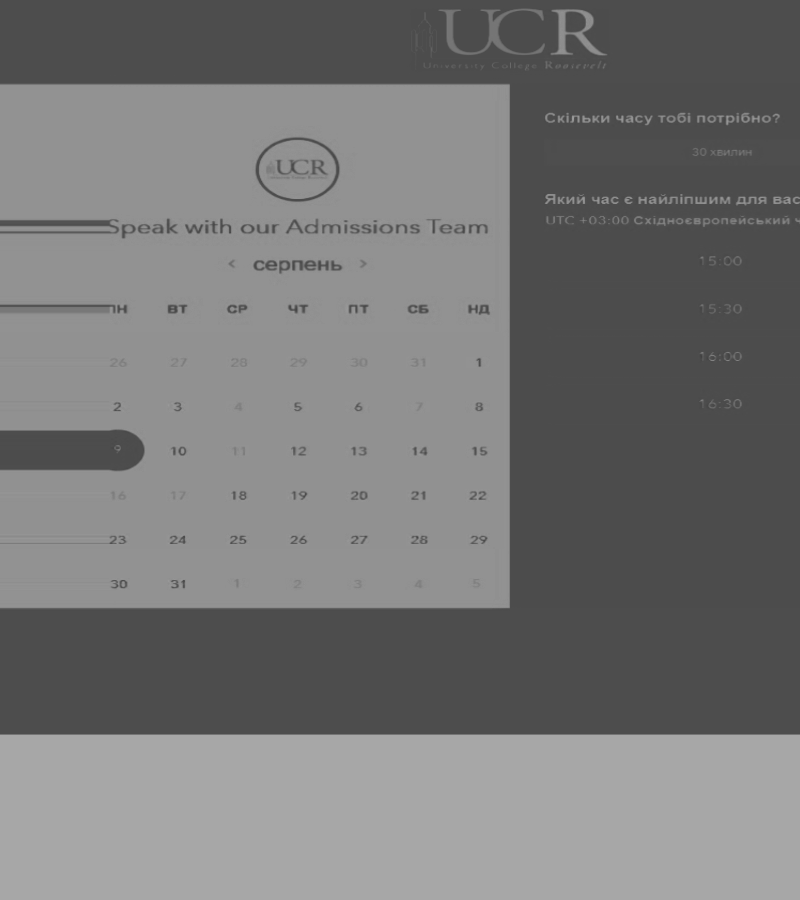 UCR
University College Roosevelt
UCR
Speak with our Admissions Team
< серпень >
ПН ВТ СР ЧТ ПТ СБ НД
26 27 28 29 30 31 1
2 3 4 5 6 7 8
9 10 11 12 13 14 15
16 17 18 19 20 21 22
23 24 25 26 27 28 29
30 31 1 2 3 4 5
Скільки часу тобі потрібно?
30 хвилин
Який час є найліпшим для вас
UTC +03:00 Східноєвропейський ч
15:00
15:30
16:00
16:30